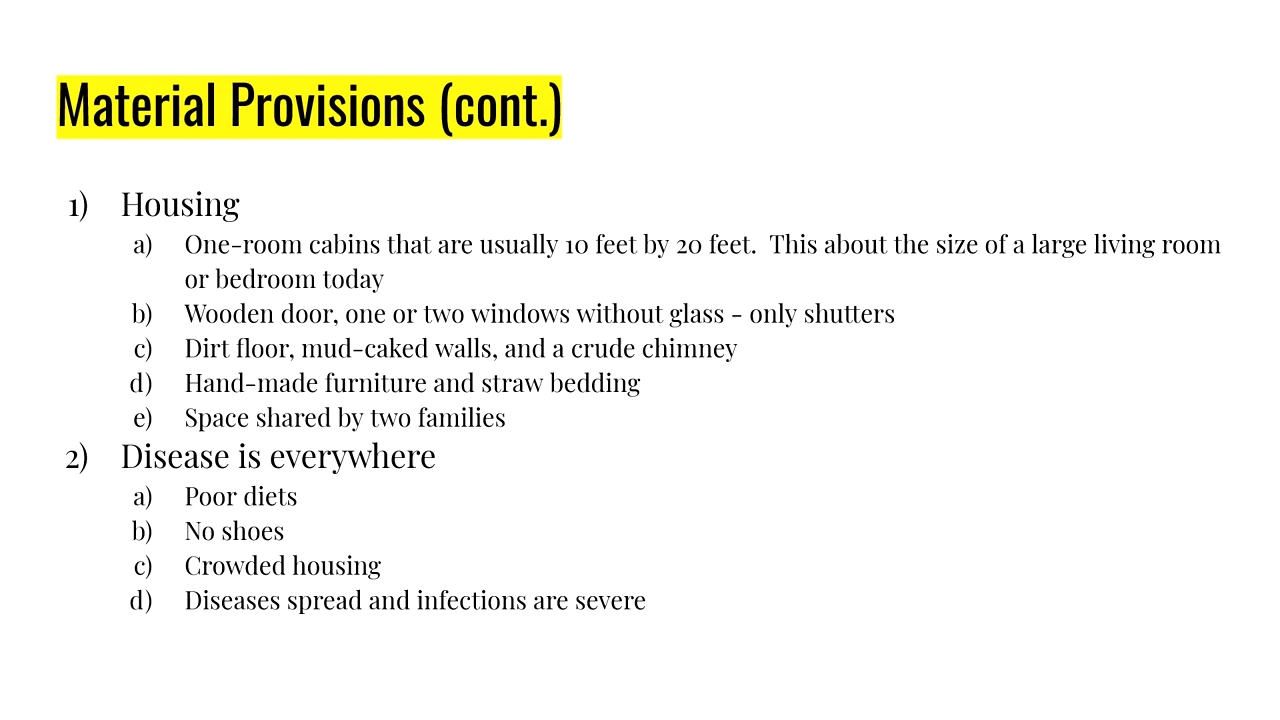 Material Provisions (cont.)
1) Housing
a) One-room cabins that are usually 10 feet by 20 feet.  This about the size of a large living room
or bedroom today
b) Wooden door, one or two windows without glass - only shutters
c) Dirt floor, mud-caked walls, and a crude chimney
d) Hand-made furniture and straw bedding
e) Space shared by two families
2) Disease is everywhere
a) Poor diets
b) No shoes
c) Crowded housing
d) Diseases spread and infections are severe